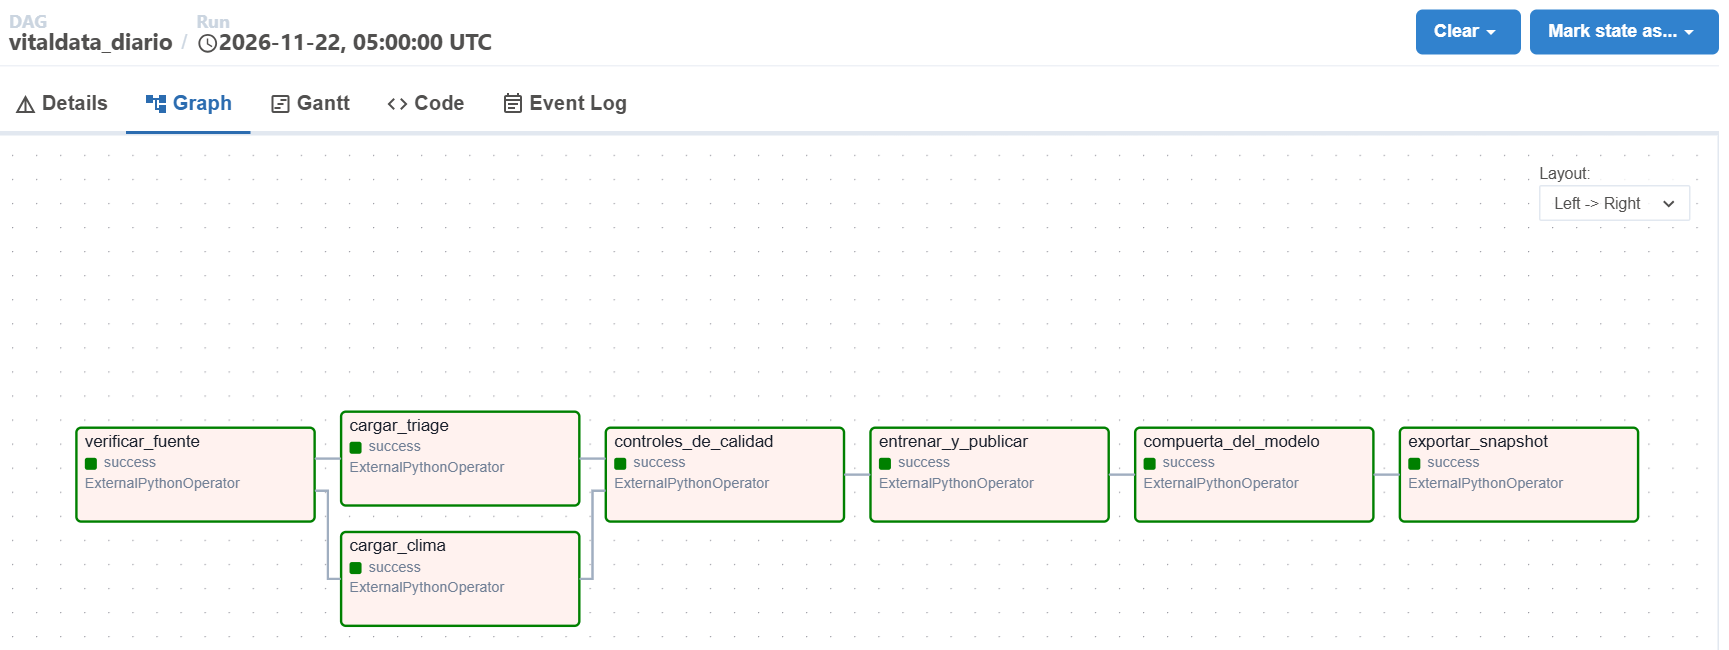 DAG
vitaldata_diario
/
Run
2026-11-22, 05:00:00 UTC
Clear
Mark state as...
Details
Graph
Gantt
Code
Event Log
Layout:
Left -> Right
verificar_fuente
success
ExternalPythonOperator
cargar_triage
success
ExternalPythonOperator
cargar_clima
success
ExternalPythonOperator
controles_de_calidad
success
ExternalPythonOperator
entrenar_y_publicar
success
ExternalPythonOperator
compuerta_del_modelo
success
ExternalPythonOperator
exportar_snapshot
success
ExternalPythonOperator